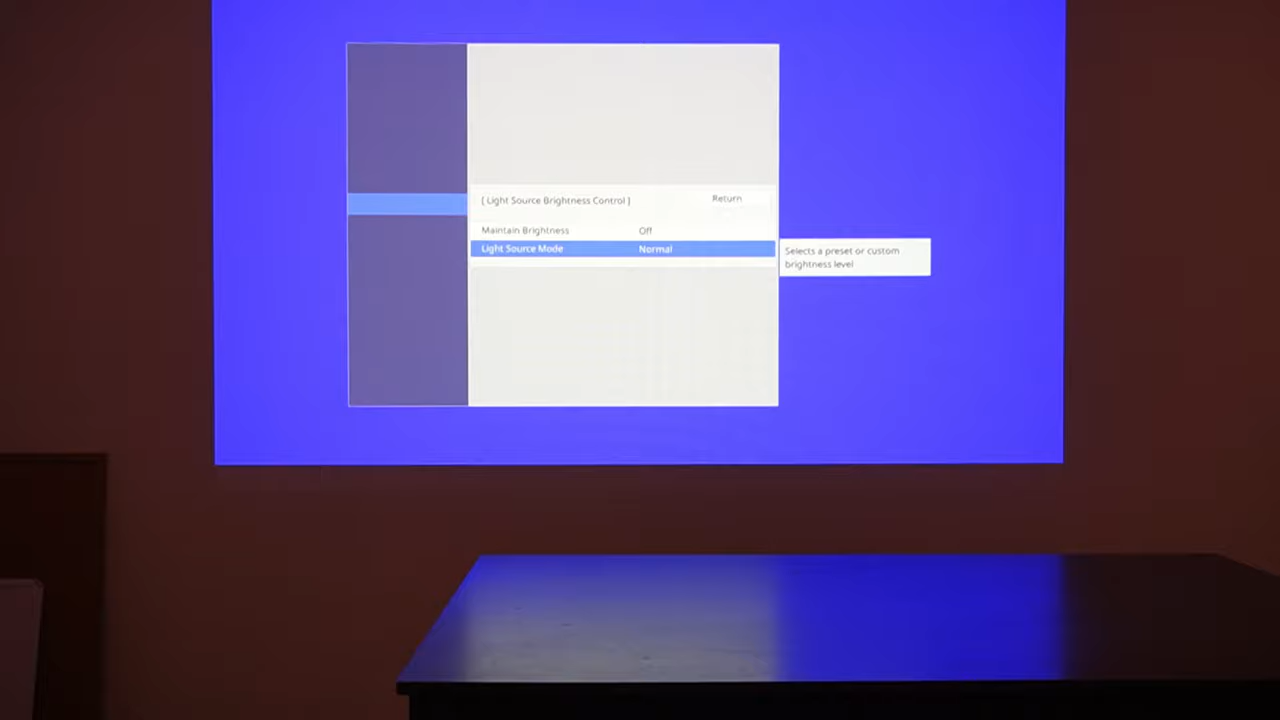 [ Light Source Brightness Control ] Return
Maintain Brightness Off
Light Source Mode Normal
Selects a preset or custom
brightness level